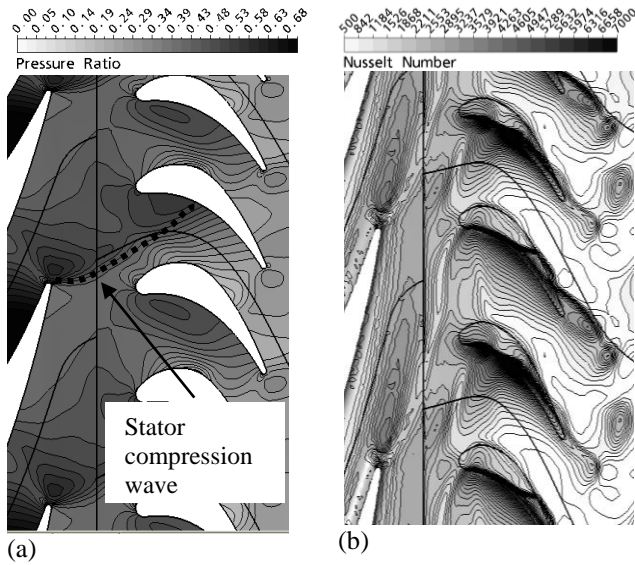 0.00 0.05 0.10 0.14 0.19 0.24 0.29 0.34 0.39 0.43 0.48 0.53 0.58 0.63 0.68
Pressure Ratio
500 842 1184 1526 1868 2211 2553 2895 3237 3579 3921 4263 4605 4947 5289 5632 5974 6316 6658
Nusselt Number
Stator
compression
wave
(a)
(b)